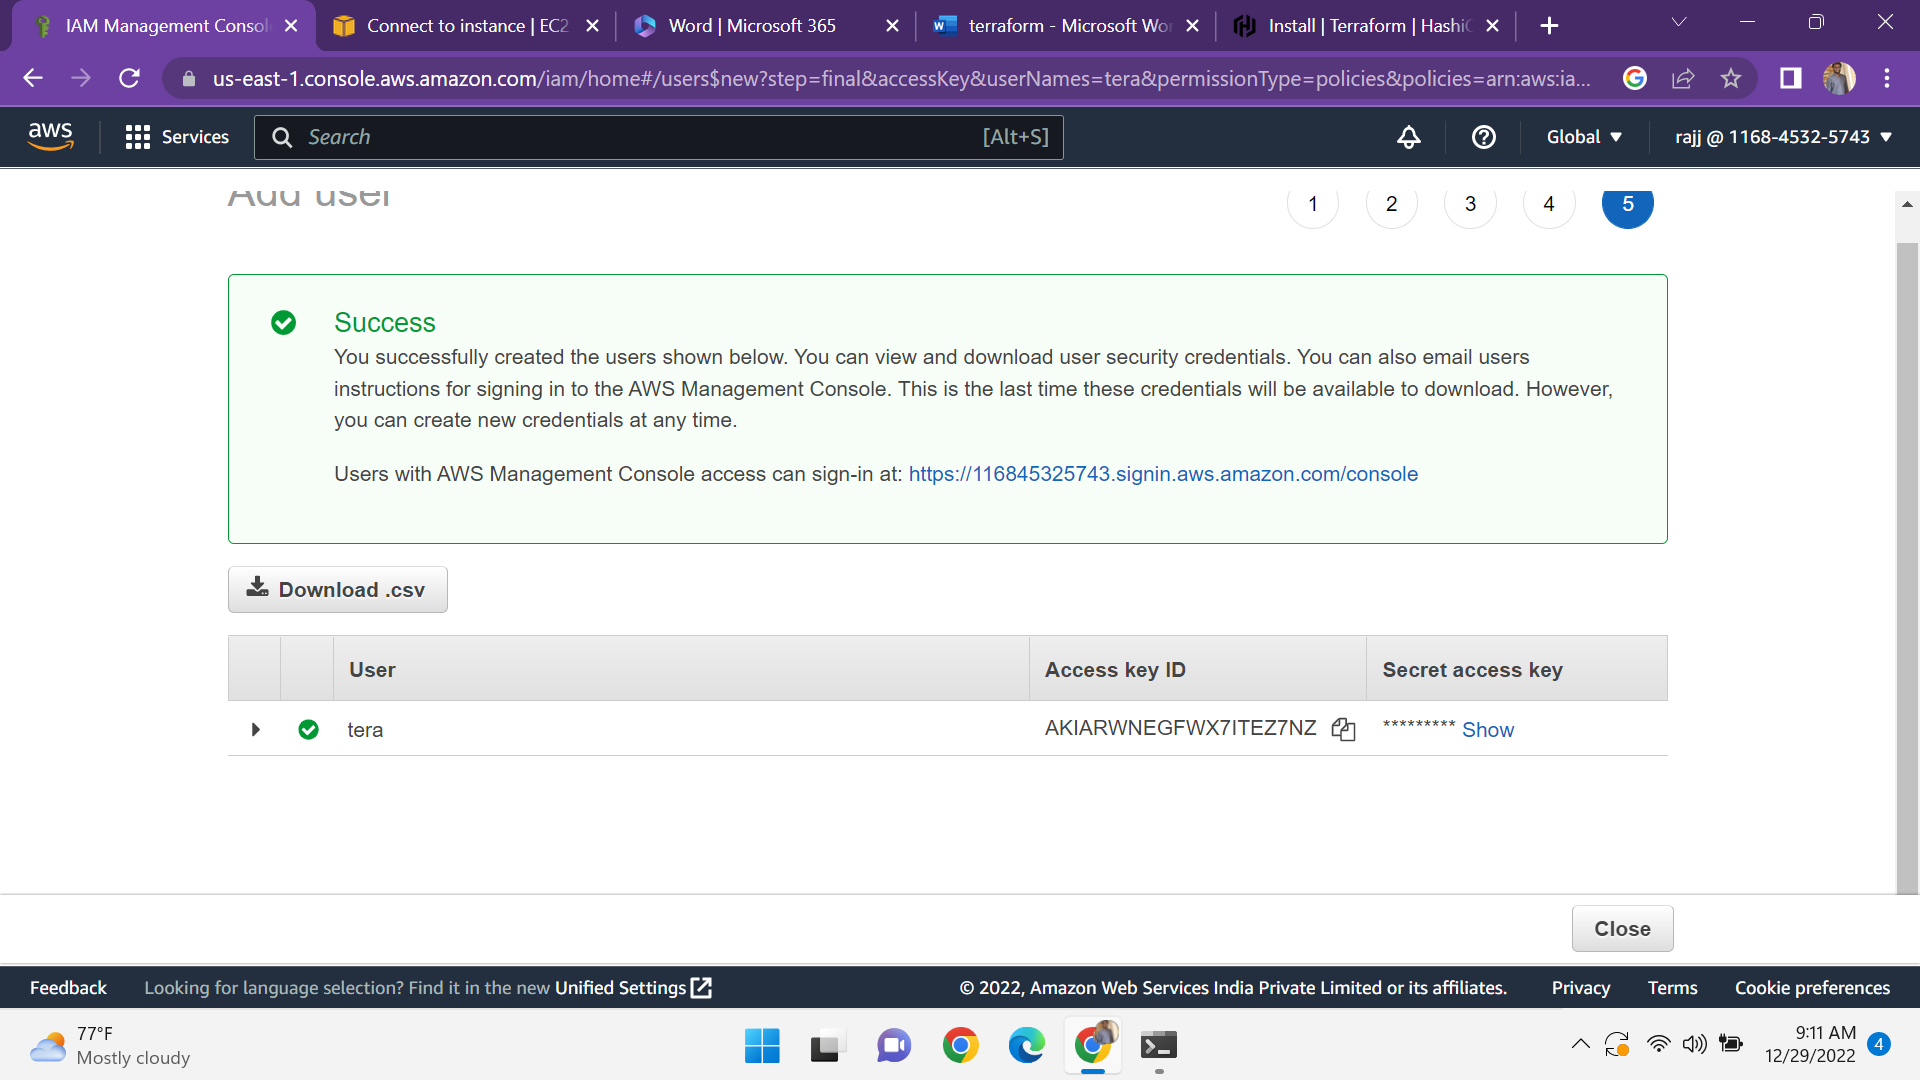 IAM Management Consol
Connect to instance | EC2
Word | Microsoft 365
terraform - Microsoft Wor
Install | Terraform | HashiC
us-east-1.console.aws.amazon.com/iam/home#/users$new?step=final&accessKey&userNames=tera&permissionType=policies&policies=arn:aws:ia...
aws
Services
Search
[Alt+S]
Global
rajj @ 1168-4532-5743
Add user
1
2
3
4
5
Success
You successfully created the users shown below. You can view and download user security credentials. You can also email users
instructions for signing in to the AWS Management Console. This is the last time these credentials will be available to download. However,
you can create new credentials at any time.
Users with AWS Management Console access can sign-in at: https://116845325743.signin.aws.amazon.com/console
Download .csv
User
Access key ID
Secret access key
tera
AKIARWNEGFWX7ITEZ7NZ
********* Show
Close
Feedback
Looking for language selection? Find it in the new Unified Settings
© 2022, Amazon Web Services India Private Limited or its affiliates.
Privacy
Terms
Cookie preferences
77°F
Mostly cloudy
9:11 AM
12/29/2022
4